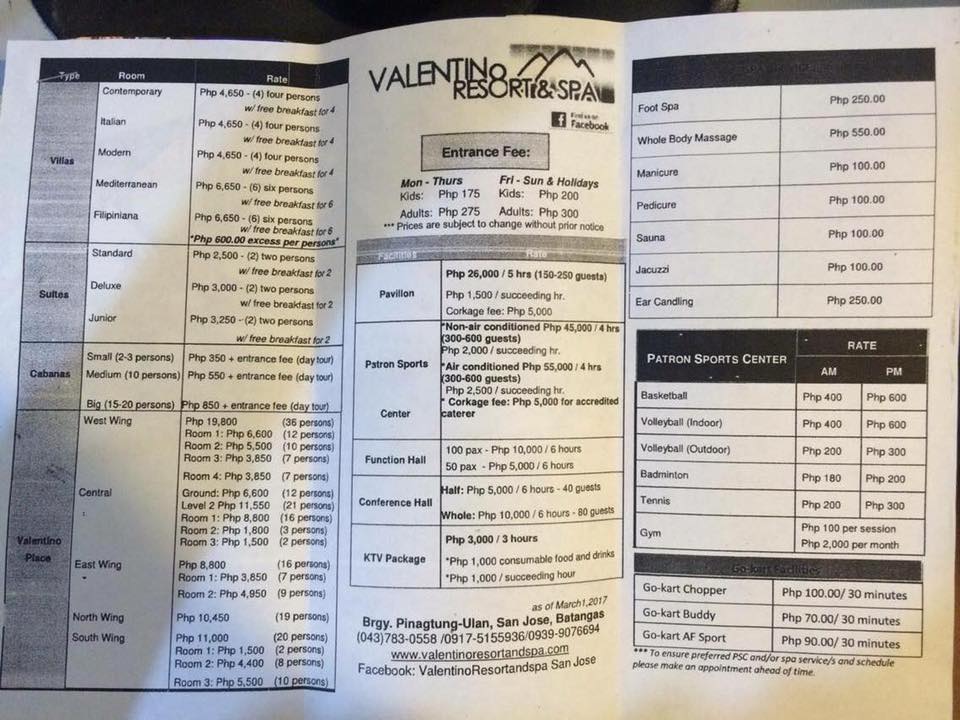 Type Room Rate
Villas
Contemporary Php 4,650 - (4) four persons
w/ free breakfast for 4
Italian Php 4,650 - (4) four persons
w/ free breakfast for 4
Modern Php 4,650 - (4) four persons
w/ free breakfast for 4
Mediterranean Php 6,650 - (6) six persons
w/ free breakfast for 6
Filipiniana Php 6,650 - (6) six persons
w/ free breakfast for 6
*Php 600.00 excess per persons*
Suites
Standard Php 2,500 - (2) two persons
w/ free breakfast for 2
Deluxe Php 3,000 - (2) two persons
w/ free breakfast for 2
Junior Php 3,250 - (2) two persons
w/ free breakfast for 2
Cabanas
Small (2-3 persons) Php 350 + entrance fee (day tour)
Medium (10 persons) Php 550 + entrance fee (day tour)
Big (15-20 persons) Php 850 + entrance fee (day tour)
Valentino
Place
West Wing Php 19,800 (36 persons)
Room 1: Php 6,600 (12 persons)
Room 2: Php 5,500 (10 persons)
Room 3: Php 3,850 (7 persons)
Room 4: Php 3,850 (7 persons)
Central Ground: Php 6,600 (12 persons)
Level 2 Php 11,550 (21 persons)
Room 1: Php 8,800 (16 persons)
Room 2: Php 1,800 (3 persons)
Room 3: Php 1,500 (2 persons)
East Wing Php 8,800 (16 persons)
Room 1: Php 3,850 (7 persons)
Room 2: Php 4,950 (9 persons)
North Wing Php 10,450 (19 persons)
South Wing Php 11,000 (20 persons)
Room 1: Php 1,500 (2 persons)
Room 2: Php 4,400 (8 persons)
Room 3: Php 5,500 (10 persons)
VALENTINO
RESORT & SPA
f Find us on
Facebook
Entrance Fee:
Mon - Thurs Fri - Sun & Holidays
Kids: Php 175 Kids: Php 200
Adults: Php 275 Adults: Php 300
*** Prices are subject to change without prior notice
Facilities Rate
Pavilion
Php 26,000 / 5 hrs (150-250 guests)
Php 1,500 / succeeding hr.
Corkage fee: Php 5,000
Patron Sports
Center
*Non-air conditioned Php 45,000 / 4 hrs
(300-600 guests)
Php 2,000 / succeeding hr.
*Air conditioned Php 55,000 / 4 hrs
(300-600 guests)
Php 2,500 / succeeding hr.
* Corkage fee: Php 5,000 for accredited
caterer
Function Hall
100 pax - Php 10,000 / 6 hours
50 pax - Php 5,000 / 6 hours
Conference Hall
Half: Php 5,000 / 6 hours - 40 guests
Whole: Php 10,000 / 6 hours - 80 guests
KTV Package
Php 3,000 / 3 hours
*Php 1,000 consumable food and drinks
*Php 1,000 / succeeding hour
as of March1,2017
Brgy. Pinagtung-Ulan, San Jose, Batangas
(043)783-0558 /0917-5155936/0939-9076694
www.valentinoresortandspa.com
Facebook: ValentinoResortandspa San Jose
Foot Spa Php 250.00
Whole Body Massage Php 550.00
Manicure Php 100.00
Pedicure Php 100.00
Sauna Php 100.00
Jacuzzi Php 100.00
Ear Candling Php 250.00
PATRON SPORTS CENTER RATE
AM PM
Basketball Php 400 Php 600
Volleyball (Indoor) Php 400 Php 600
Volleyball (Outdoor) Php 200 Php 300
Badminton Php 180 Php 200
Tennis Php 200 Php 300
Gym Php 100 per session
Php 2,000 per month
Go-kart Facilities
Go-kart Chopper Php 100.00/ 30 minutes
Go-kart Buddy Php 70.00/ 30 minutes
Go-kart AF Sport Php 90.00/ 30 minutes
*** To ensure preferred PSC and/or spa service/s and schedule
please make an appointment ahead of time.